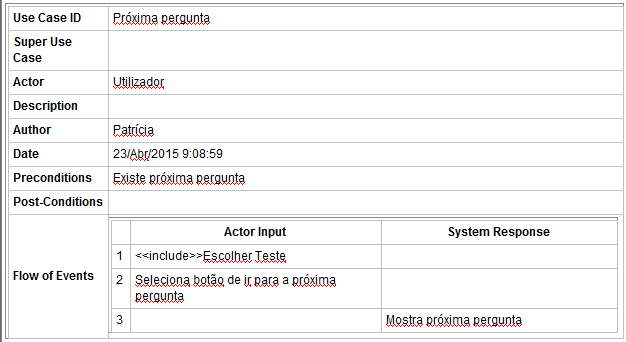 Use Case ID Próxima pergunta
Super Use
Case
Actor Utilizador
Description
Author Patrícia
Date 23/Abr/2015 9:08:59
Preconditions Existe próxima pergunta
Post-Conditions
Flow of Events
Actor Input System Response
1 <<include>>Escolher Teste
2 Seleciona botão de ir para a próxima
pergunta
3 Mostra próxima pergunta